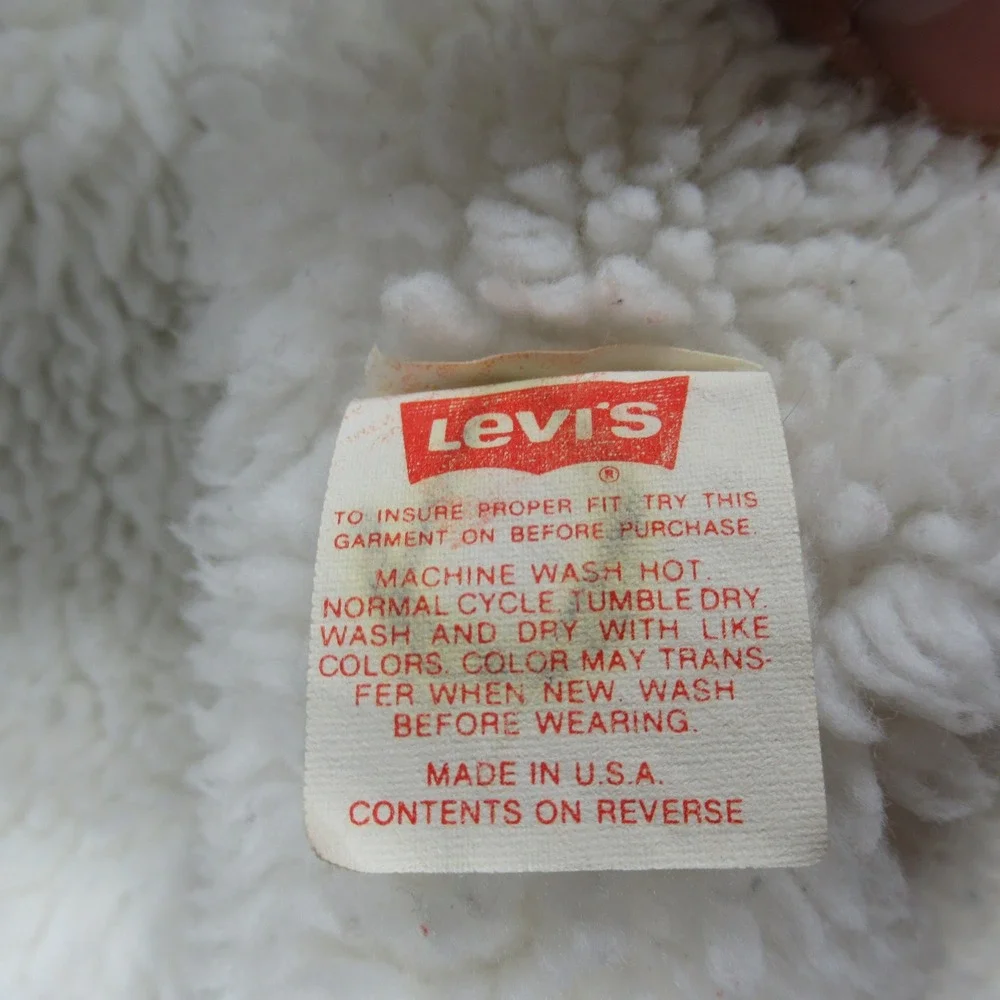 Levi's
®
TO INSURE PROPER FIT, TRY THIS
GARMENT ON BEFORE PURCHASE.
MACHINE WASH HOT.
NORMAL CYCLE. TUMBLE DRY.
WASH AND DRY WITH LIKE
COLORS. COLOR MAY TRANS-
FER WHEN NEW. WASH
BEFORE WEARING.
MADE IN U.S.A.
CONTENTS ON REVERSE